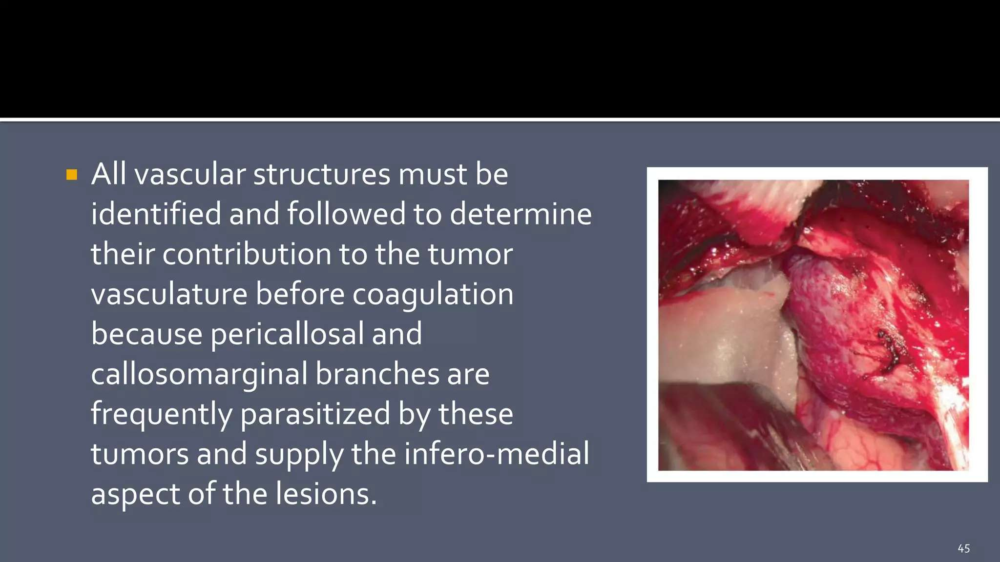 All vascular structures must be
identified and followed to determine
their contribution to the tumor
vasculature before coagulation
because pericallosal and
callosomarginal branches are
frequently parasitized by these
tumors and supply the infero-medial
aspect of the lesions.
45